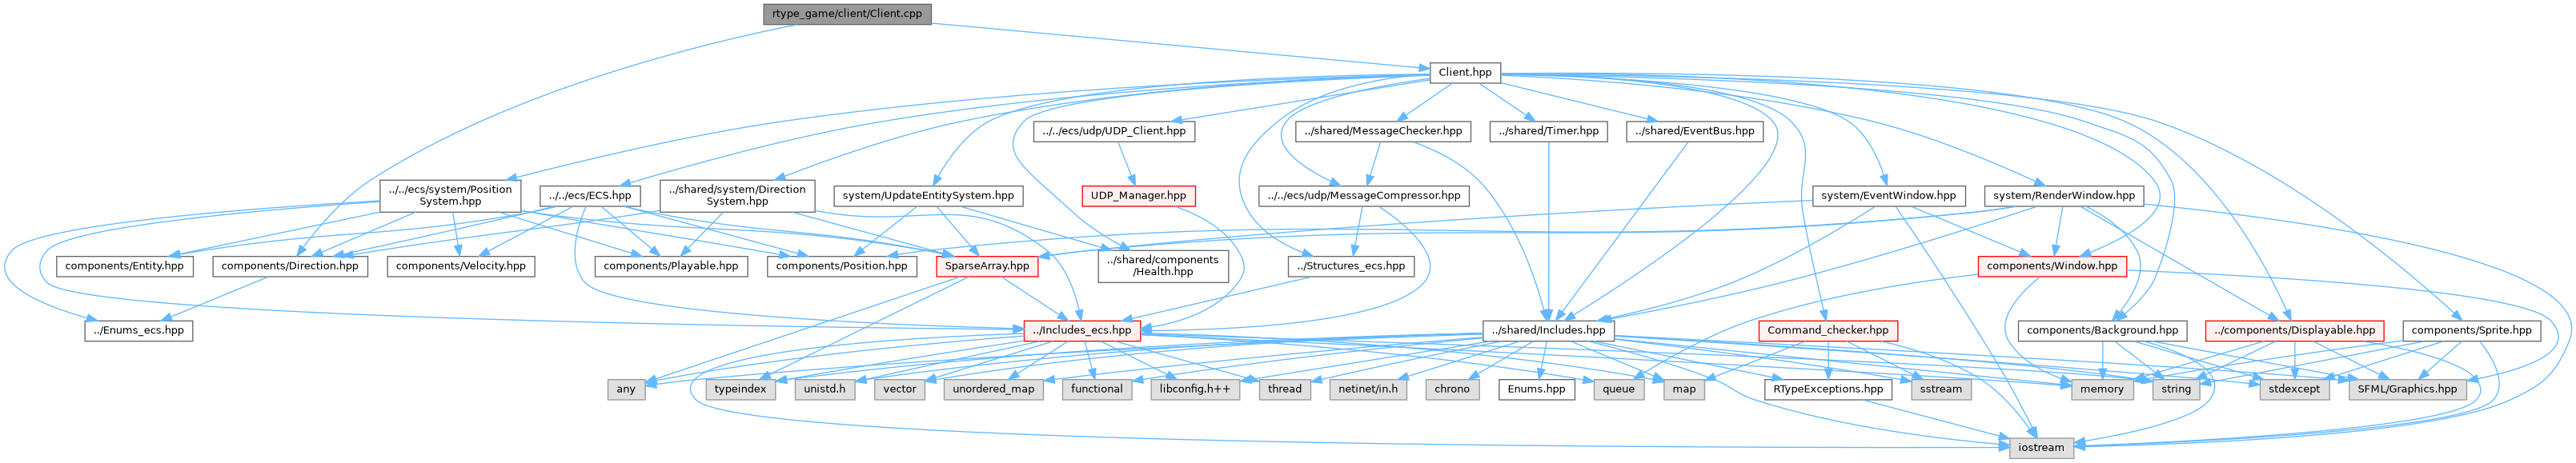 rtype_game/client/Client.cpp
Client.hpp
../../ecs/udp/UDP_Client.hpp
../shared/MessageChecker.hpp
../shared/Timer.hpp
../shared/EventBus.hpp
../../ecs/system/Position
System.hpp
../../ecs/ECS.hpp
../shared/system/Direction
System.hpp
system/UpdateEntitySystem.hpp
UDP_Manager.hpp
../../ecs/udp/MessageCompressor.hpp
system/EventWindow.hpp
system/RenderWindow.hpp
components/Entity.hpp
components/Direction.hpp
components/Velocity.hpp
components/Playable.hpp
components/Position.hpp
SparseArray.hpp
../shared/components
/Health.hpp
../Structures_ecs.hpp
components/Window.hpp
../Enums_ecs.hpp
../Includes_ecs.hpp
../shared/Includes.hpp
Command_checker.hpp
components/Background.hpp
../components/Displayable.hpp
components/Sprite.hpp
any
typeindex
unistd.h
vector
unordered_map
functional
libconfig.h++
thread
netinet/in.h
chrono
Enums.hpp
queue
map
RTypeExceptions.hpp
sstream
memory
string
stdexcept
SFML/Graphics.hpp
iostream